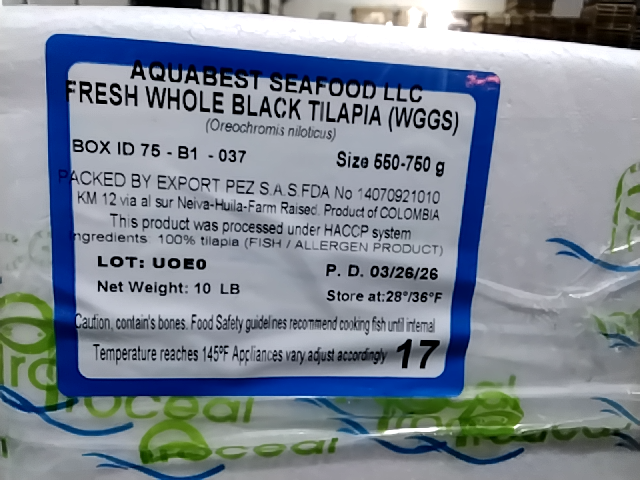 AQUABEST SEAFOOD LLC
FRESH WHOLE BLACK TILAPIA (WGGS)
(Oreochromis niloticus)
BOX ID 75 - B1 - 037 Size 550-750 g
PACKED BY EXPORT PEZ S.A.S.FDA No 14070921010
KM 12 via al sur Neiva-Huila-Farm Raised. Product of COLOMBIA
This product was processed under HACCP system
Ingredients: 100% tilapia (FISH / ALLERGEN PRODUCT)
LOT: UOE0 P. D. 03/26/26
Net Weight: 10 LB Store at:28°/36°F
Caution, contain's bones. Food Safety guidelines recommend cooking fish until internal
Temperature reaches 145ºF Appliances vary adjust accordingly 17